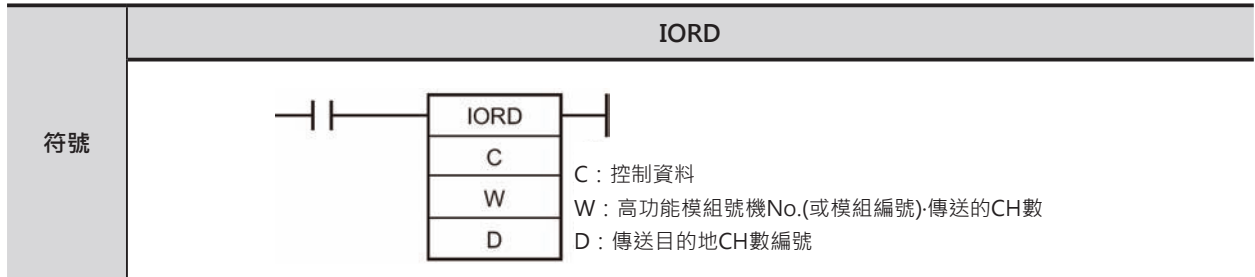 IORD
符號
IORD
C
W
D
C：控制資料
W：高功能模組號機No.(或模組編號)·傳送的CH數
D：傳送目的地CH數編號